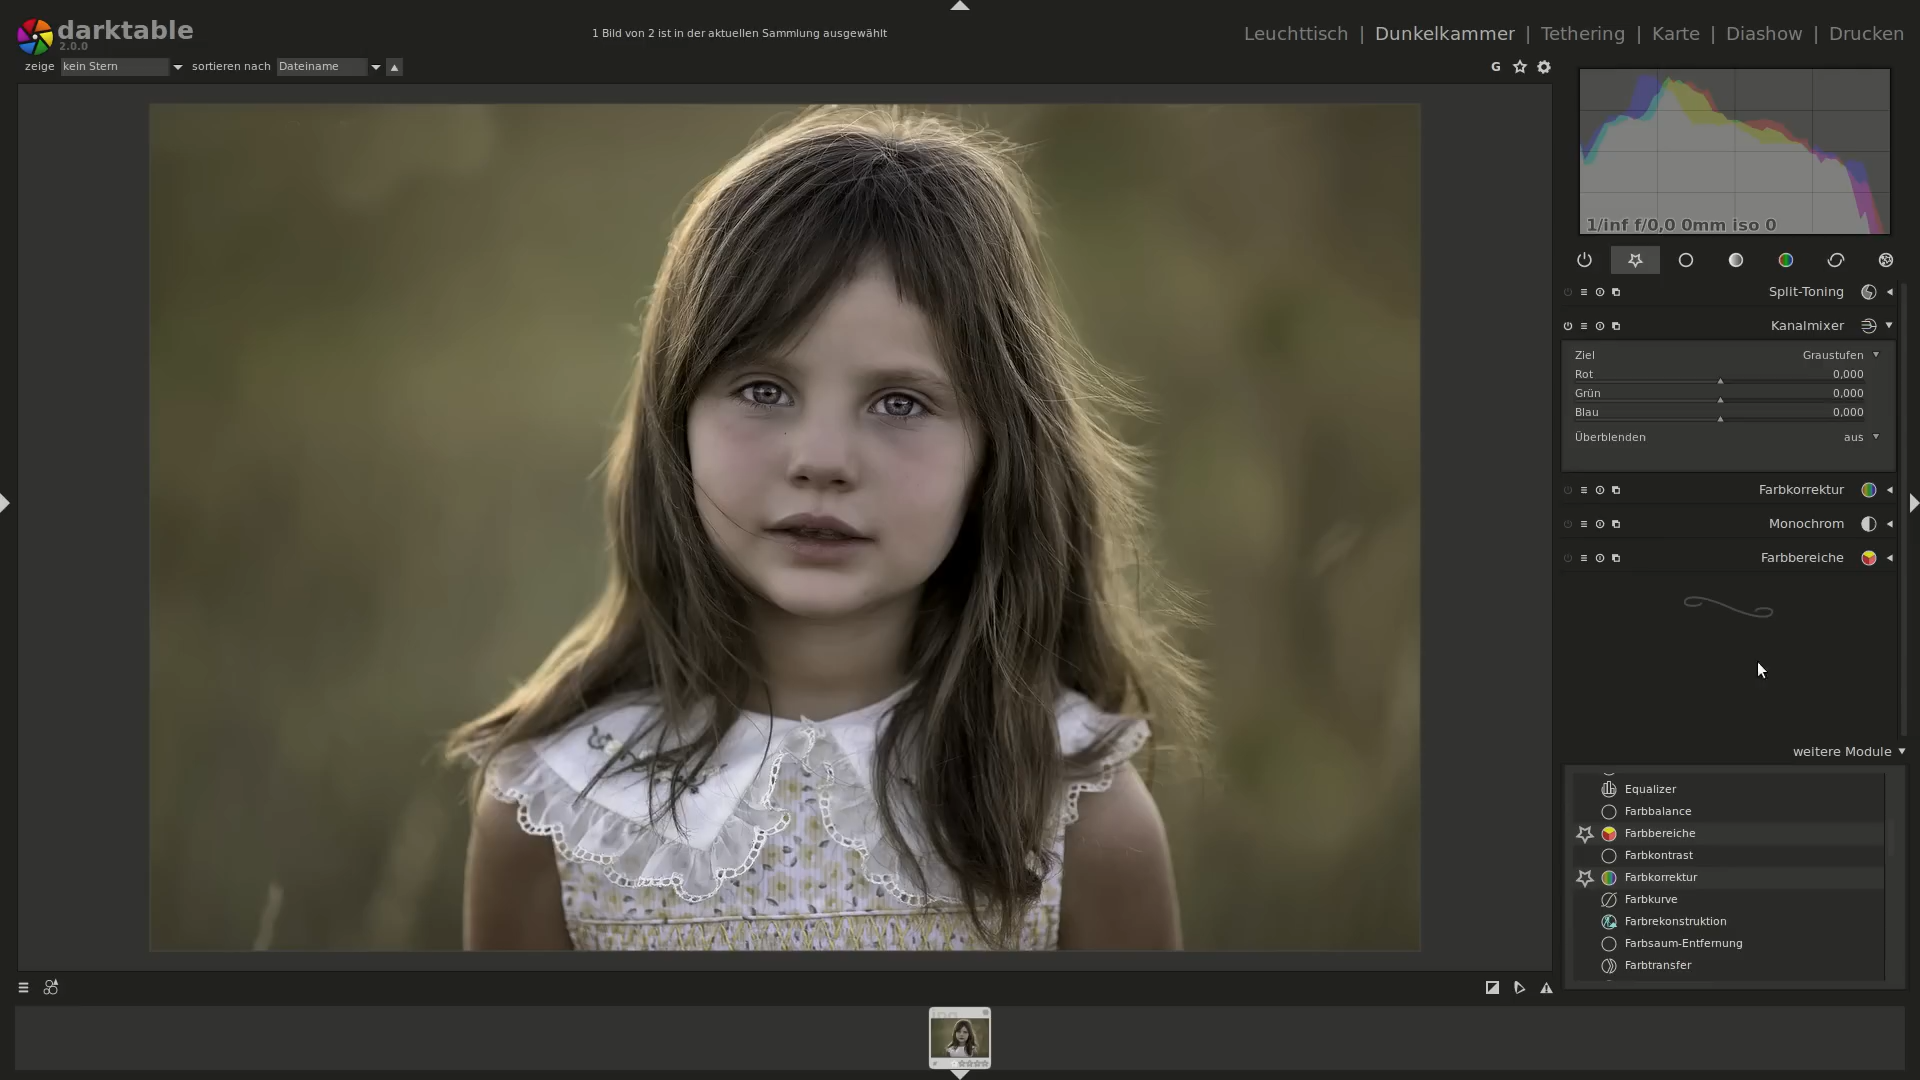 darktable
2.0.0
1 Bild von 2 ist in der aktuellen Sammlung ausgewählt
Leuchttisch | Dunkelkammer | Tethering | Karte | Diashow | Drucken
zeige kein Stern sortieren nach Dateiname
G
1/inf f/0,0 0mm iso 0
Split-Toning
Kanalmixer
Ziel Graustufen
Rot 0,000
Grün 0,000
Blau 0,000
Überblenden aus
Farbkorrektur
Monochrom
Farbbereiche
weitere Module
Equalizer
Farbbalance
Farbbereiche
Farbkontrast
Farbkorrektur
Farbkurve
Farbrekonstruktion
Farbsaum-Entfernung
Farbtransfer